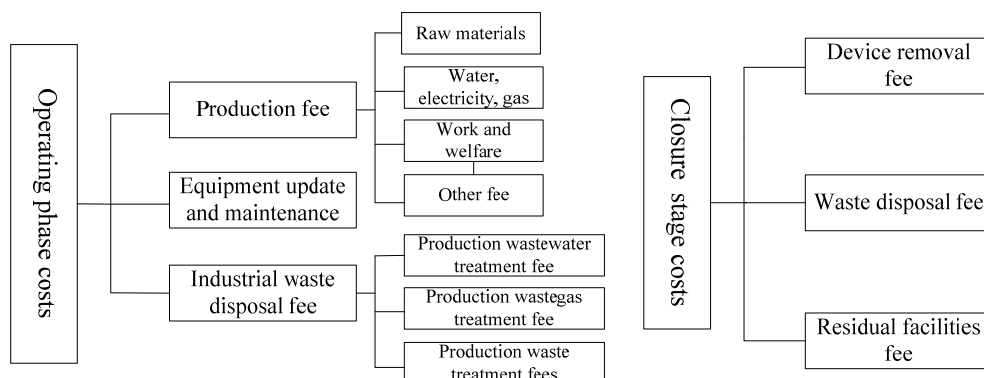 Operating phase costs
Production fee
Raw materials
Water,
electricity, gas
Work and
welfare
Other fee
Equipment update
and maintenance
Industrial waste
disposal fee
Production wastewater
treatment fee
Production wastegas
treatment fee
Production waste
treatment fees
Closure stage costs
Device removal
fee
Waste disposal fee
Residual facilities
fee